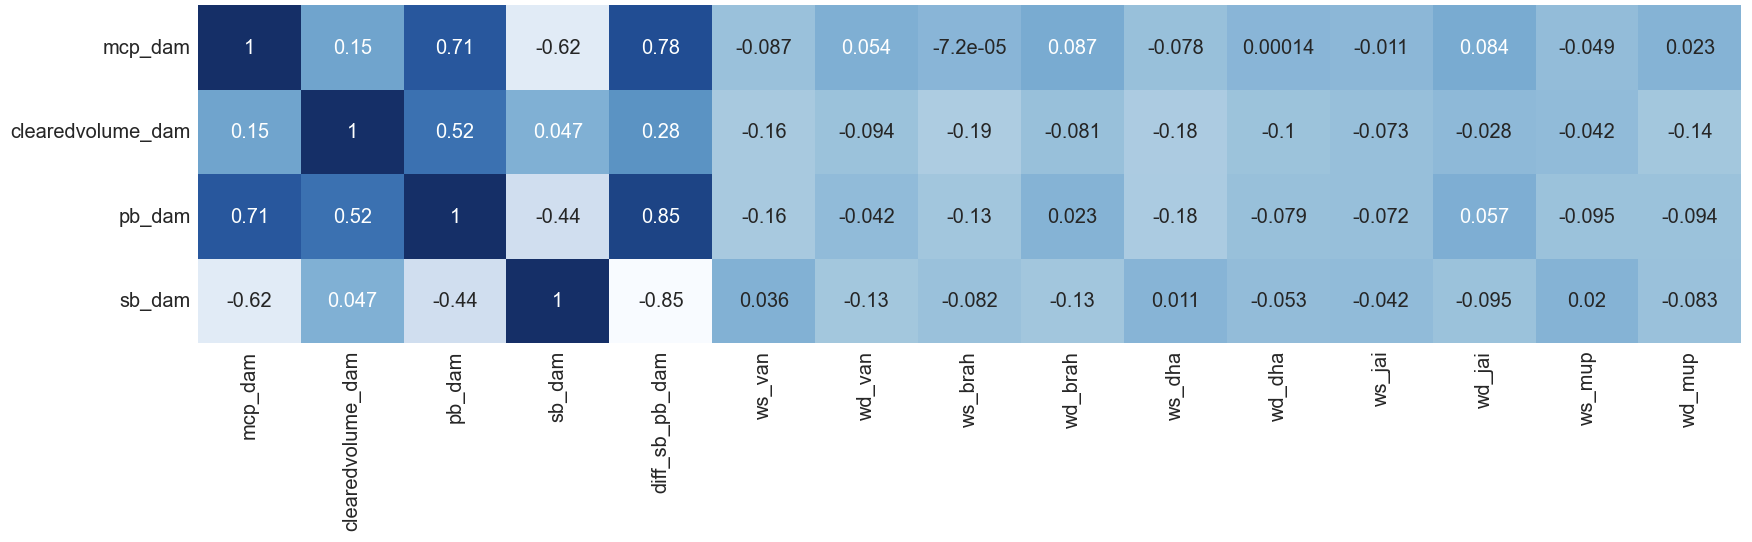 mcp_dam 1 0.15 0.71 -0.62 0.78 -0.087 0.054 -7.2e-05 0.087 -0.078 0.00014 -0.011 0.084 -0.049 0.023
clearedvolume_dam 0.15 1 0.52 0.047 0.28 -0.16 -0.094 -0.19 -0.081 -0.18 -0.1 -0.073 -0.028 -0.042 -0.14
pb_dam 0.71 0.52 1 -0.44 0.85 -0.16 -0.042 -0.13 0.023 -0.18 -0.079 -0.072 0.057 -0.095 -0.094
sb_dam -0.62 0.047 -0.44 1 -0.85 0.036 -0.13 -0.082 -0.13 0.011 -0.053 -0.042 -0.095 0.02 -0.083
mcp_dam
clearedvolume_dam
pb_dam
sb_dam
diff_sb_pb_dam
ws_van
wd_van
ws_brah
wd_brah
ws_dha
wd_dha
ws_jai
wd_jai
ws_mup
wd_mup